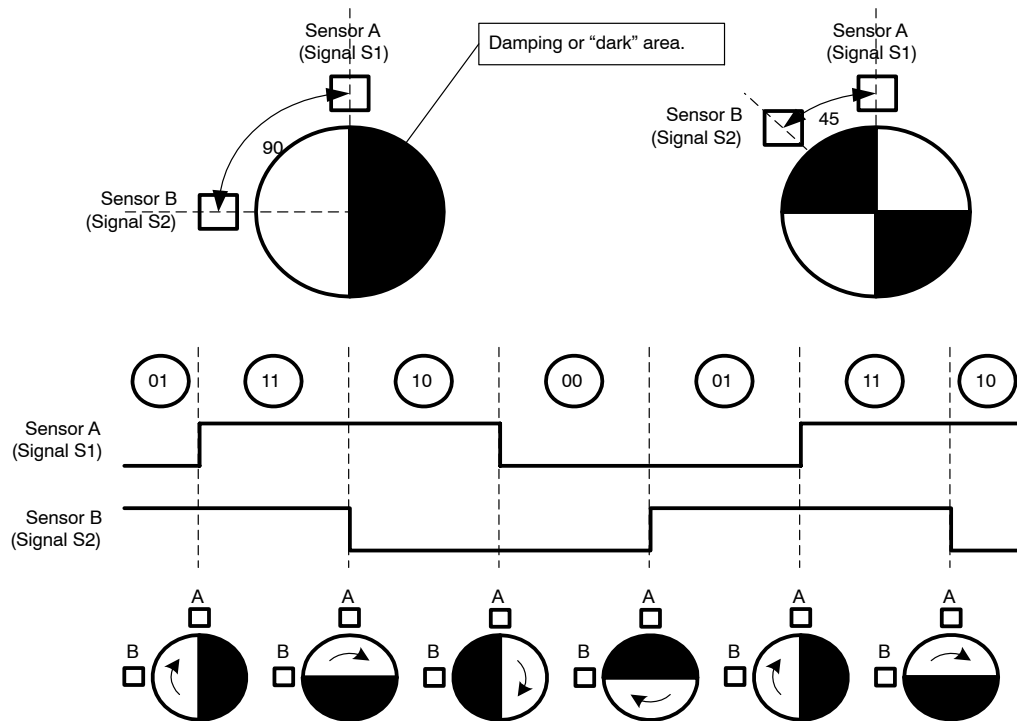 Sensor A
(Signal S1)
Damping or “dark” area.
Sensor A
(Signal S1)
Sensor B
(Signal S2)
45
90
Sensor B
(Signal S2)
01
11
10
00
01
11
10
Sensor A
(Signal S1)
Sensor B
(Signal S2)
A
A
A
A
A
A
B
B
B
B
B
B